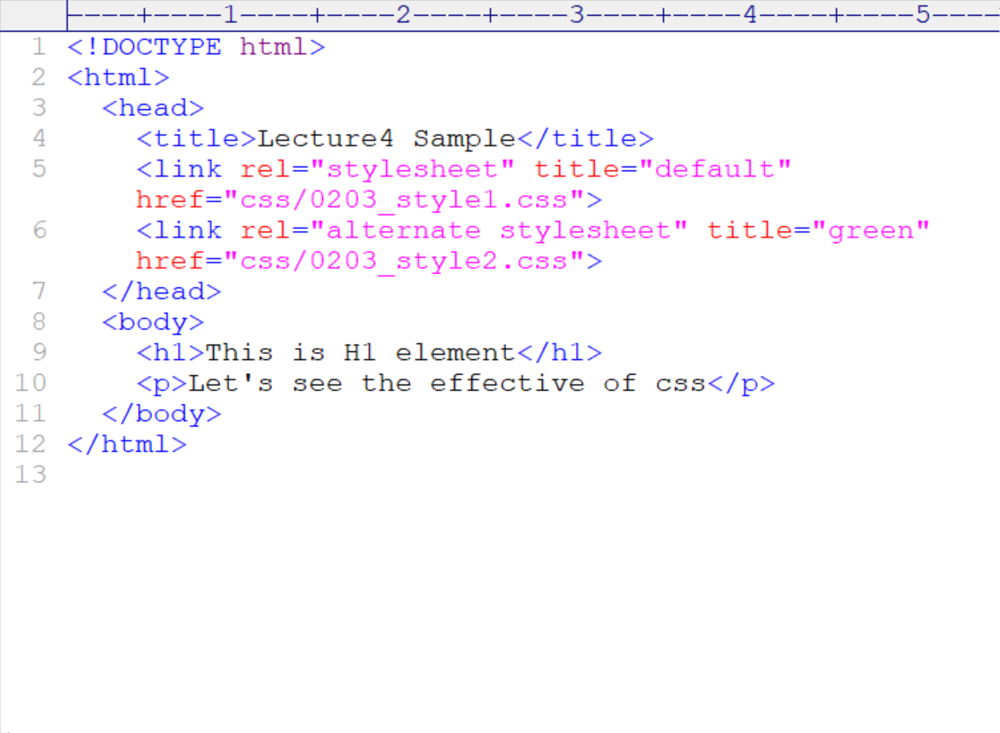 ----+----1----+----2----+----3----+----4----+----5----
1 <!DOCTYPE html>
2 <html>
3   <head>
4     <title>Lecture4 Sample</title>
5     <link rel="stylesheet" title="default"
      href="css/0203_style1.css">
6     <link rel="alternate stylesheet" title="green"
      href="css/0203_style2.css">
7   </head>
8   <body>
9     <h1>This is H1 element</h1>
10     <p>Let's see the effective of css</p>
11   </body>
12 </html>
13